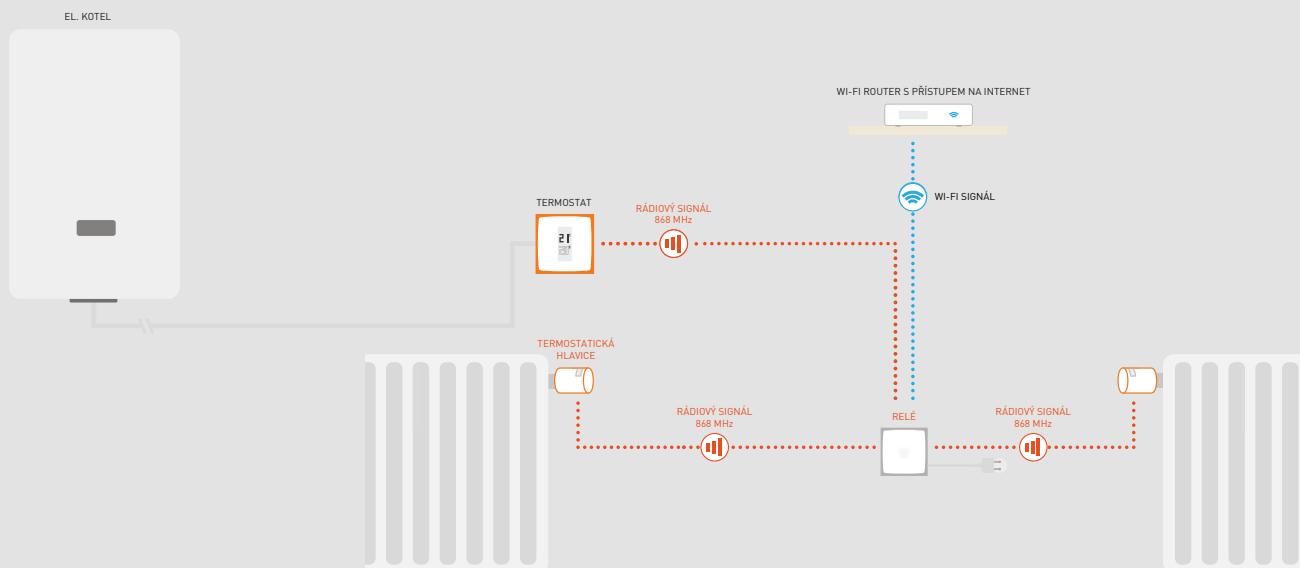 EL. KOTEL
WI-FI ROUTER S PŘÍSTUPEM NA INTERNET
WI-FI SIGNÁL
TERMOSTAT
RÁDIOVÝ SIGNÁL
868 MHz
TERMOSTATICKÁ
HLAVICE
RÁDIOVÝ SIGNÁL
868 MHz
RELÉ
RÁDIOVÝ SIGNÁL
868 MHz